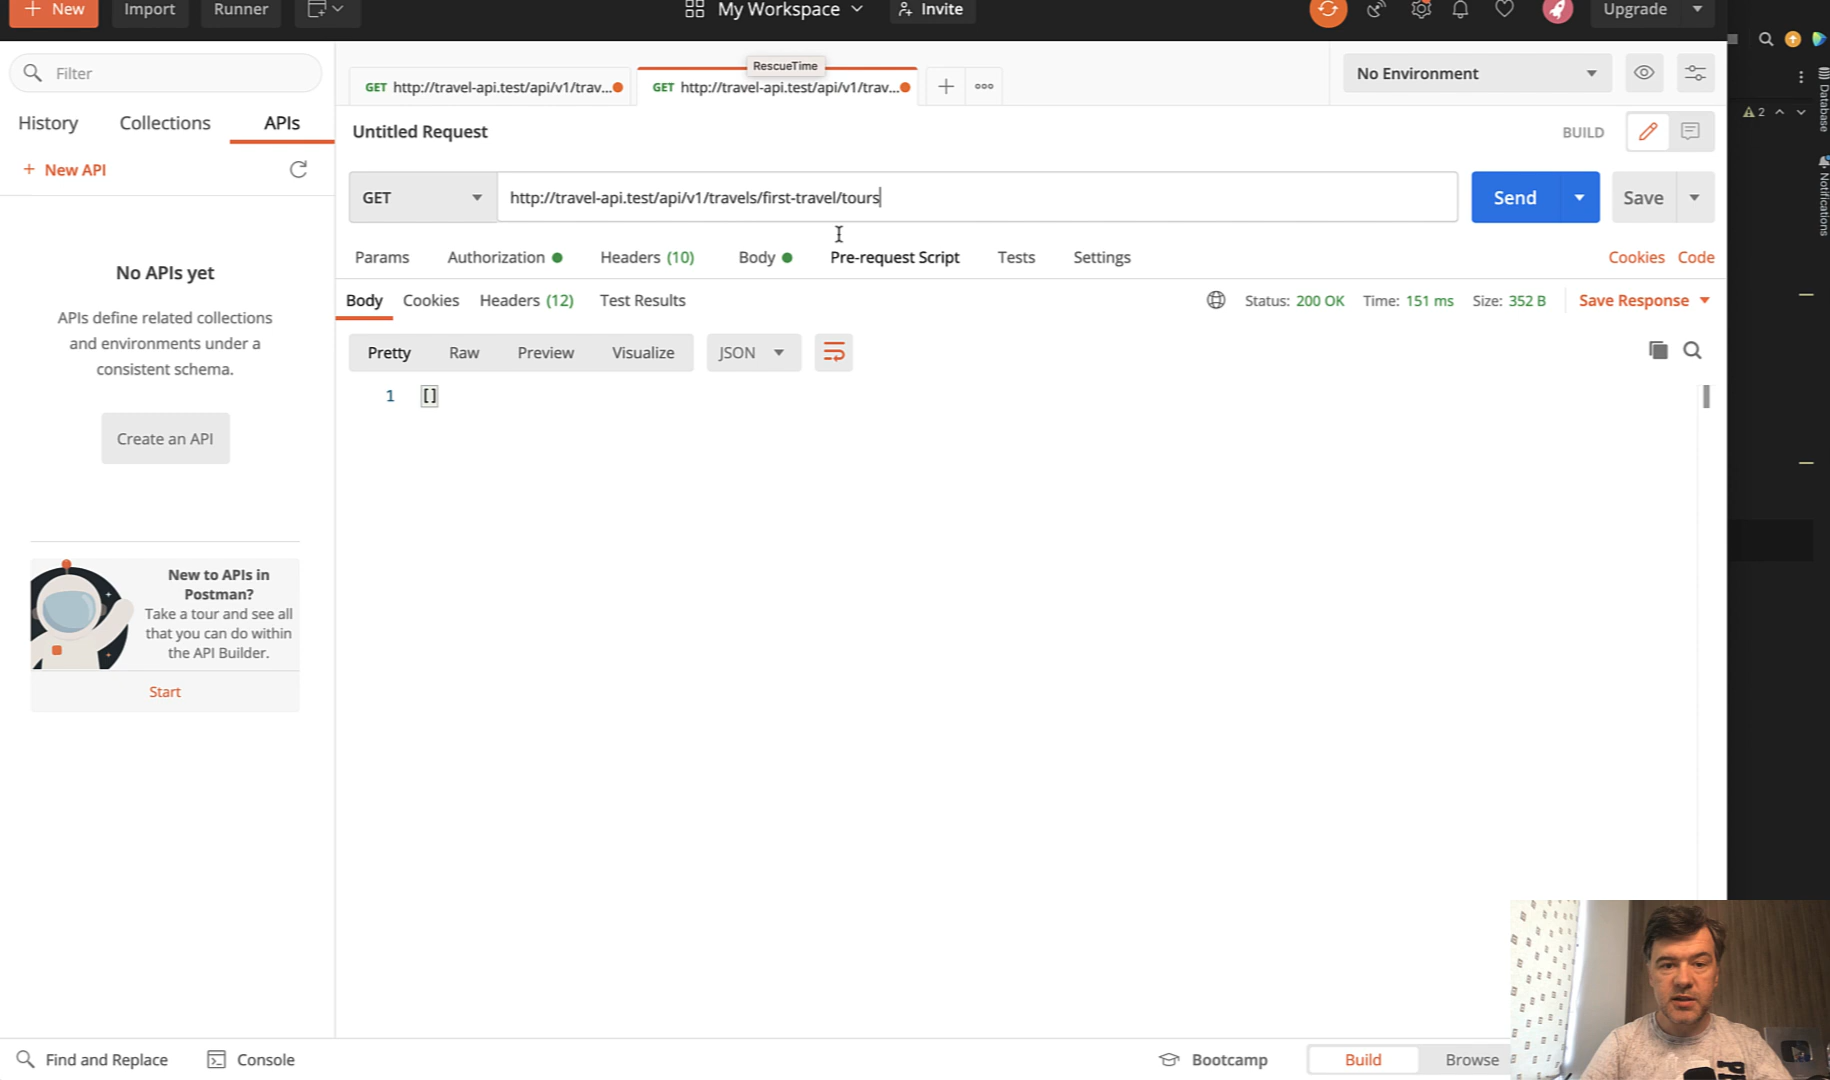 New
Import
Runner
My Workspace
Invite
Upgrade
Filter
RescueTime
GET http://travel-api.test/api/v1/trav...
GET http://travel-api.test/api/v1/trav...
No Environment
History
Collections
APIs
+ New API
Untitled Request
BUILD
GET
http://travel-api.test/api/v1/travels/first-travel/tours
Send
Save
Params
Authorization
Headers (10)
Body
Pre-request Script
Tests
Settings
Cookies
Code
Body
Cookies
Headers (12)
Test Results
Status: 200 OK
Time: 151 ms
Size: 352 B
Save Response
Pretty
Raw
Preview
Visualize
JSON
1 []
No APIs yet
APIs define related collections
and environments under a
consistent schema.
Create an API
New to APIs in
Postman?
Take a tour and see all
that you can do within
the API Builder.
Start
Find and Replace
Console
Bootcamp
Build
Browse
2
Database
Notifications